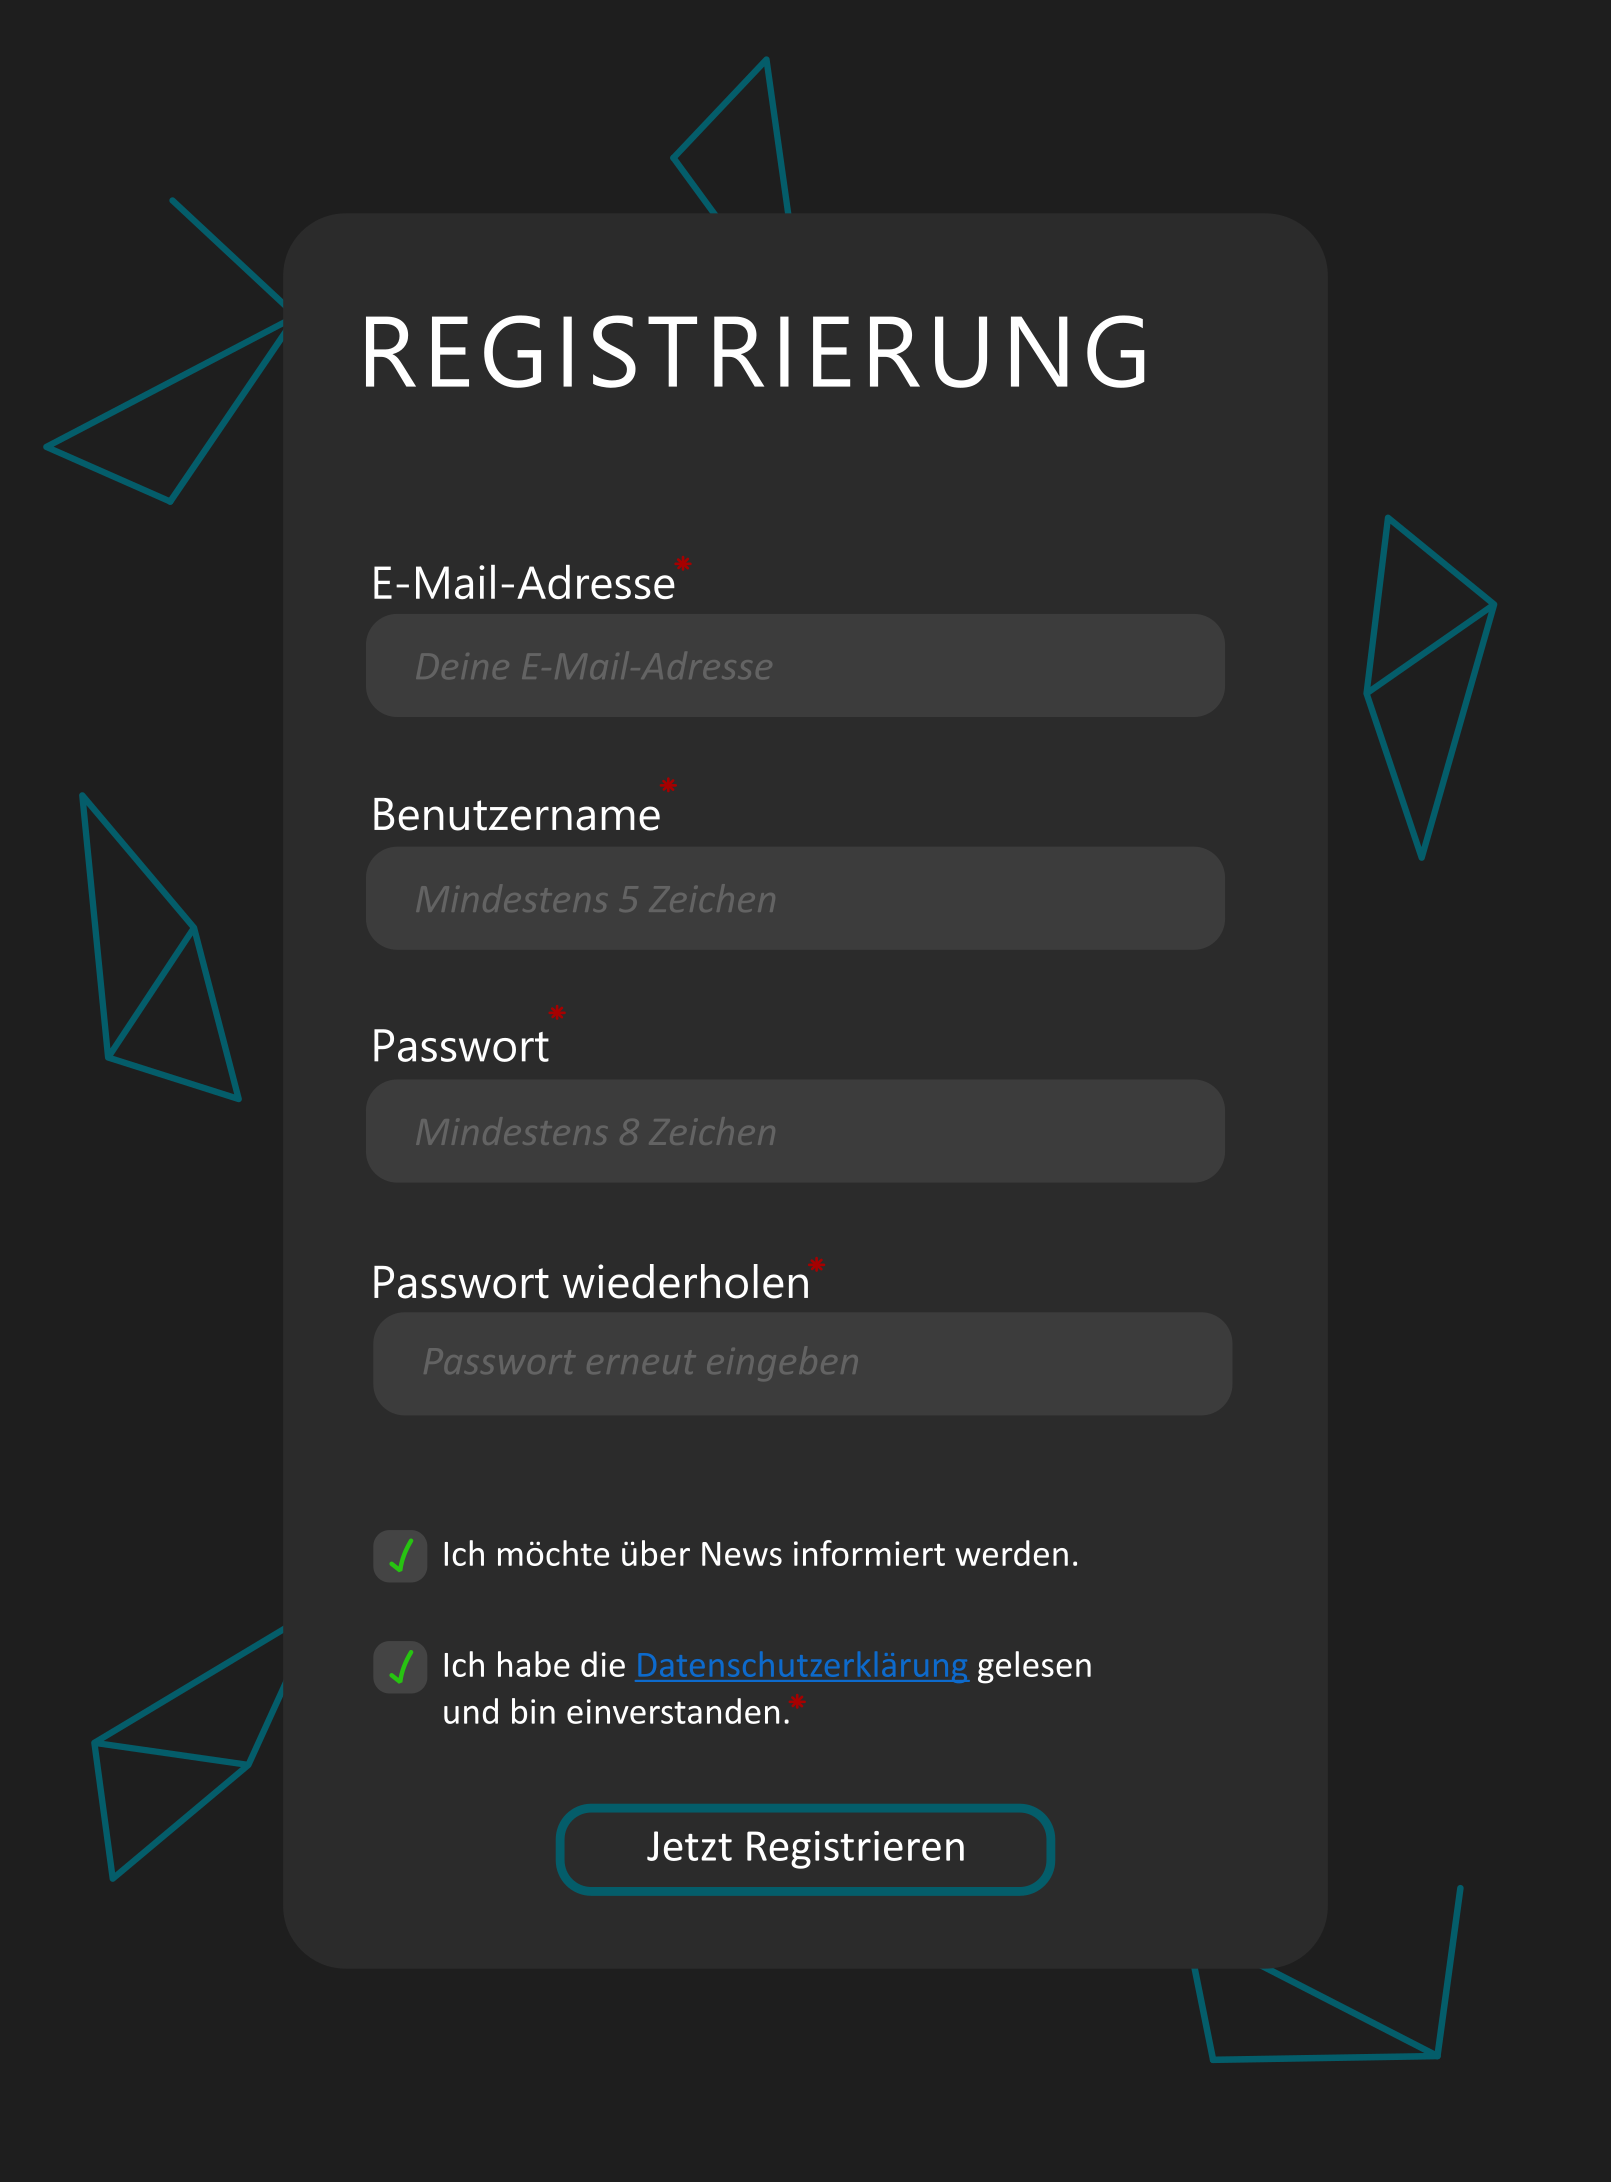 REGISTRIERUNG
E-Mail-Adresse*
Deine E-Mail-Adresse
Benutzername*
Mindestens 5 Zeichen
Passwort*
Mindestens 8 Zeichen
Passwort wiederholen*
Passwort erneut eingeben
Ich möchte über News informiert werden.
Ich habe die Datenschutzerklärung gelesen
und bin einverstanden.*
Jetzt Registrieren